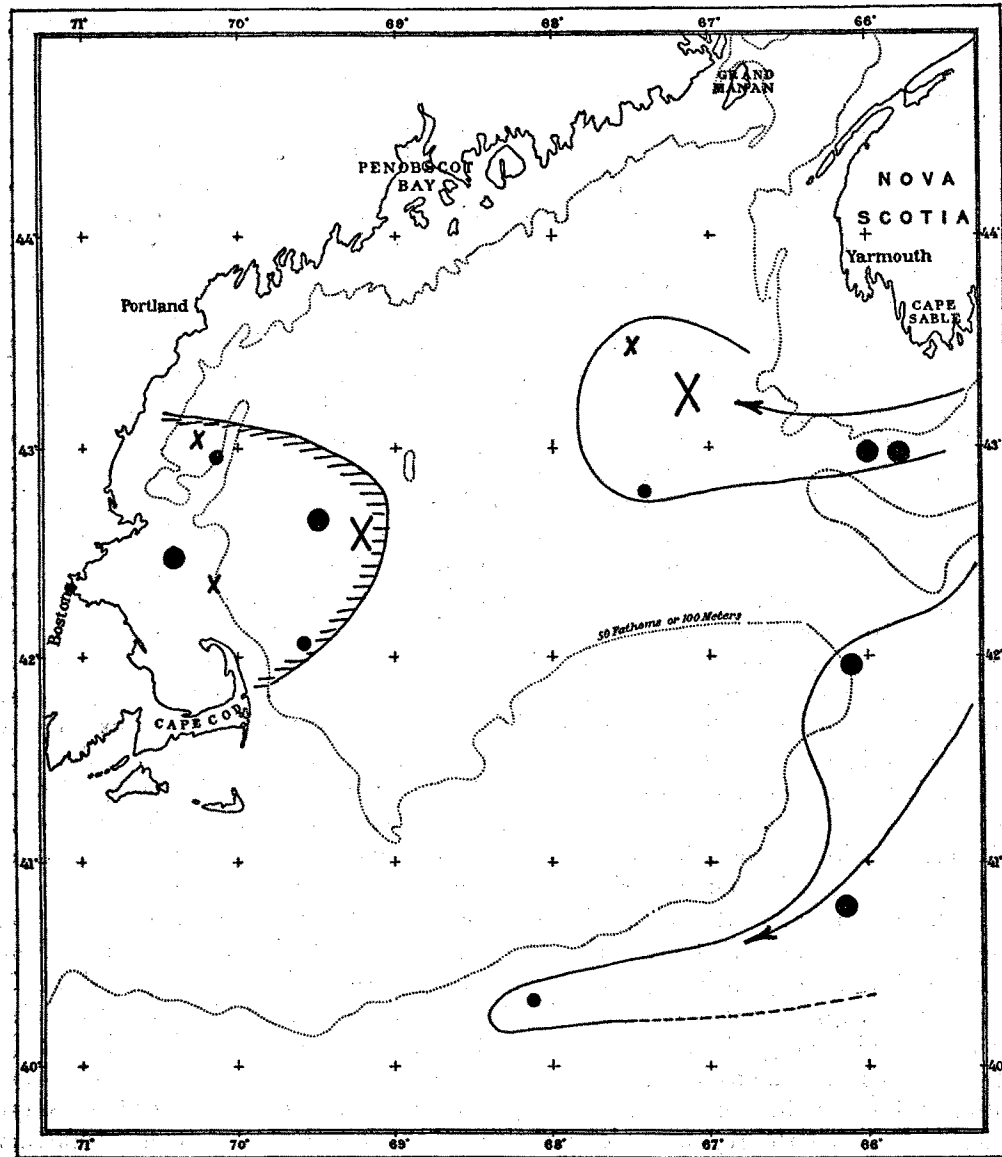 71° 70° 69° 68° 67° 66°
GRAND
MANAN
PENOBSCOT
BAY
NOVA
SCOTIA
44° 44°
Yarmouth
Portland
CAPE
SABLE
43° 43°
Boston
50 Fathoms or 100 Meters
42° 42°
CAPE COD
41° 41°
40° 40°
71° 70° 69° 68° 67° 66°